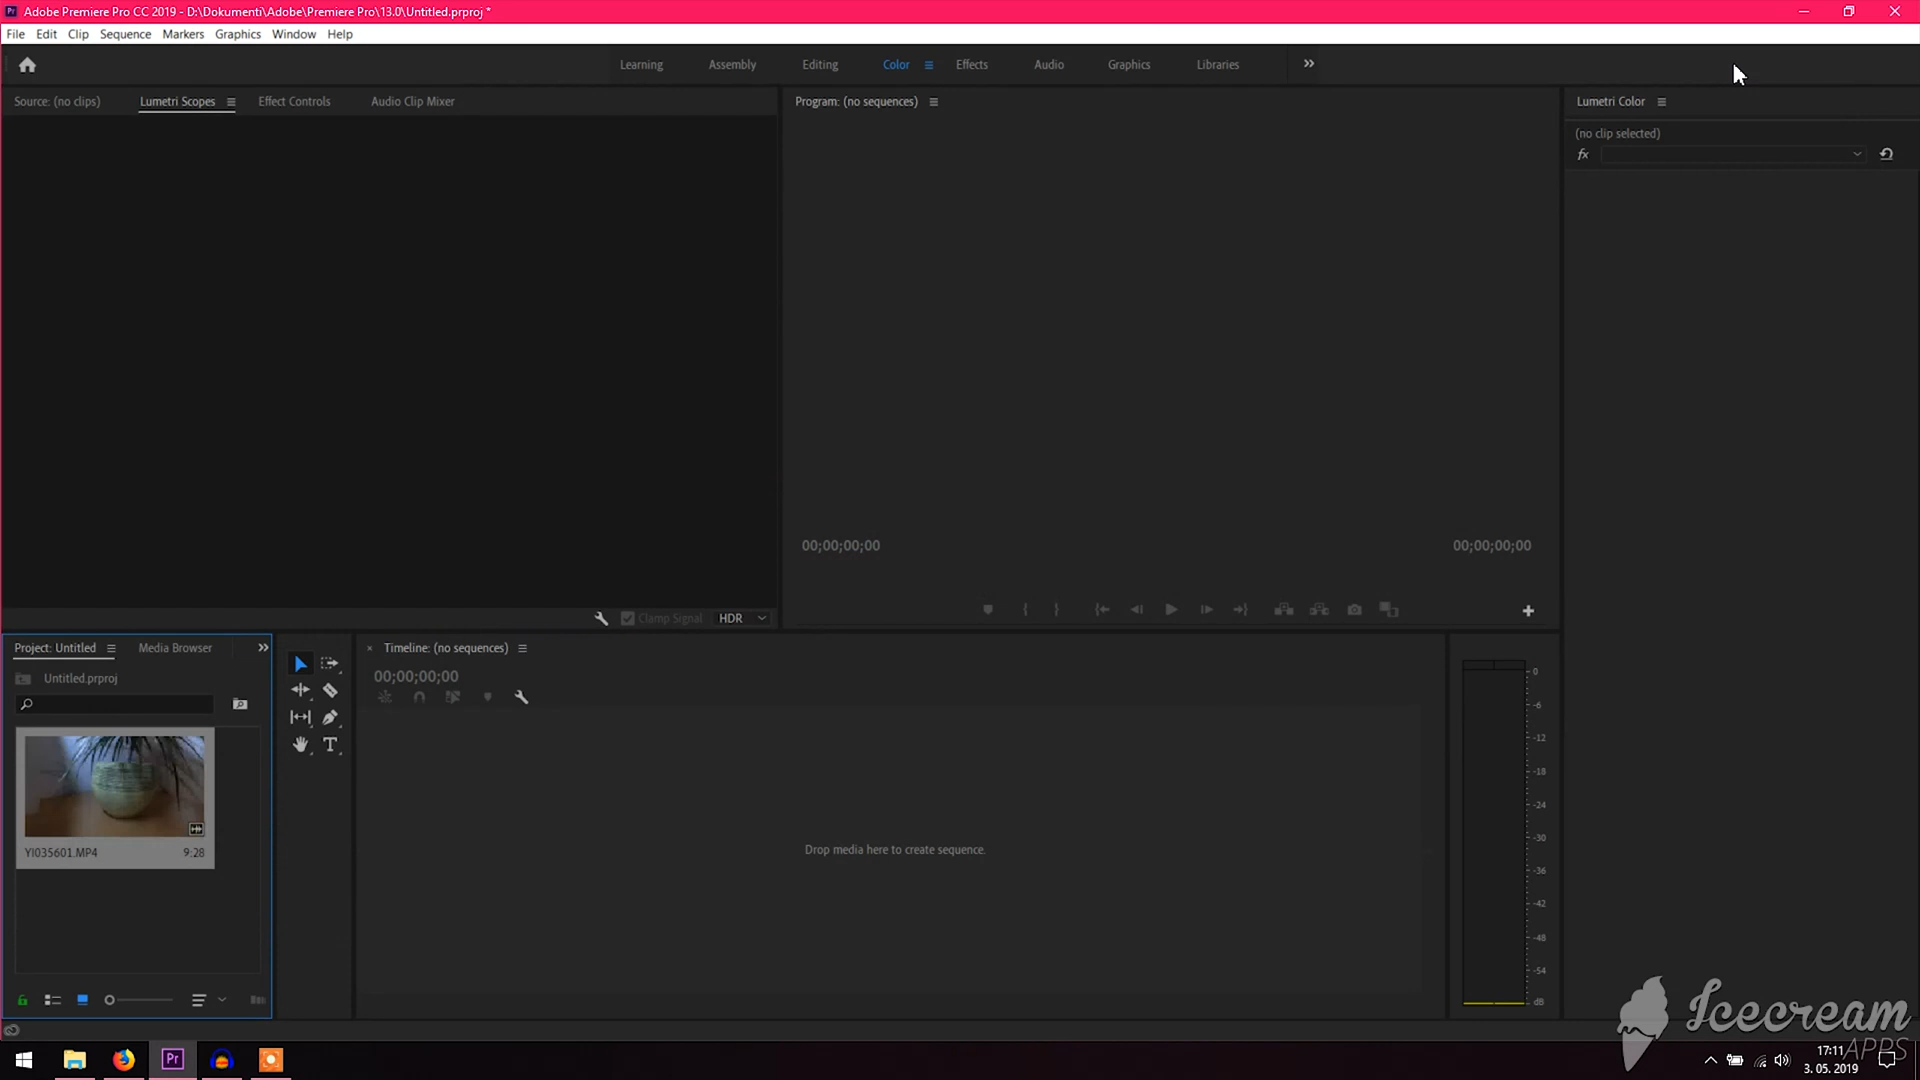 Adobe Premiere Pro CC 2019 - D:\Dokumenti\Adobe\Premiere Pro\13.0\Untitled.prproj *
File Edit Clip Sequence Markers Graphics Window Help
Learning Assembly Editing Color Effects Audio Graphics Libraries
Source: (no clips) Lumetri Scopes Effect Controls Audio Clip Mixer
Program: (no sequences)
Lumetri Color
(no clip selected)
fx
00;00;00;00 00;00;00;00
Clamp Signal HDR
Project: Untitled Media Browser
Untitled.prproj
YI035601.MP4 9:28
Timeline: (no sequences)
00;00;00;00
Drop media here to create sequence.
0
-6
-12
-18
-24
-30
-36
-42
-48
-54
dB
Icecream
APPS
Pr
17:11
3. 05. 2019